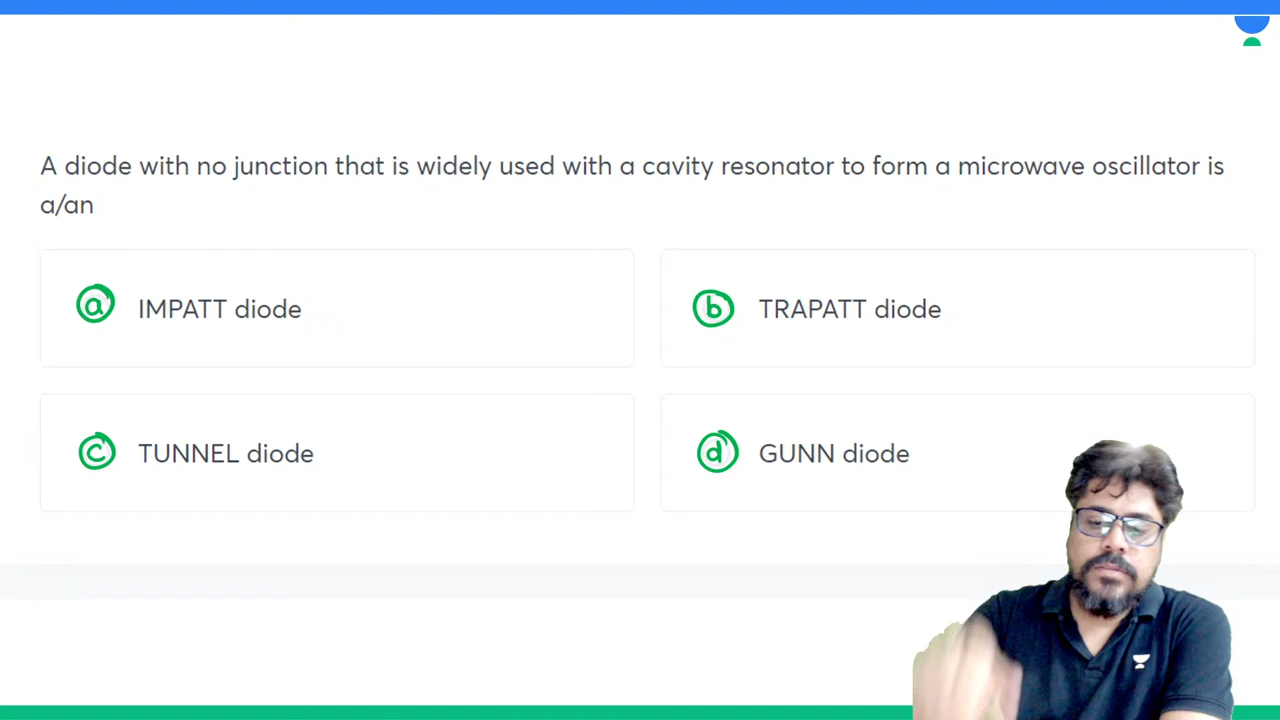 A diode with no junction that is widely used with a cavity resonator to form a microwave oscillator is
a/an
a IMPATT diode
b TRAPATT diode
c TUNNEL diode
d GUNN diode